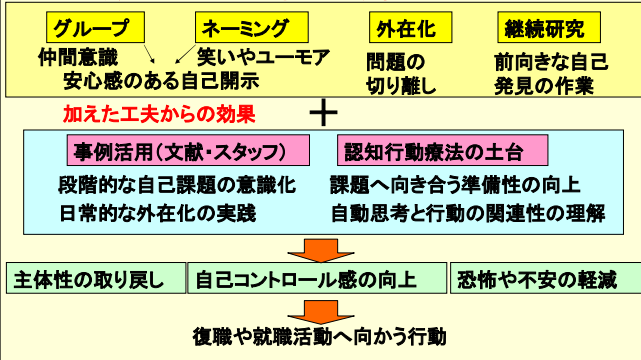 グループ
ネーミング
外在化
継続研究
仲間意識
笑いやユーモア
安心感のある自己開示
問題の
切り離し
前向きな自己
発見の作業
加えた工夫からの効果
＋
事例活用（文献・スタッフ）
認知行動療法の土台
段階的な自己課題の意識化
課題へ向き合う準備性の向上
日常的な外在化の実践
自動思考と行動の関連性の理解
主体性の取り戻し
自己コントロール感の向上
恐怖や不安の軽減
復職や就職活動へ向かう行動